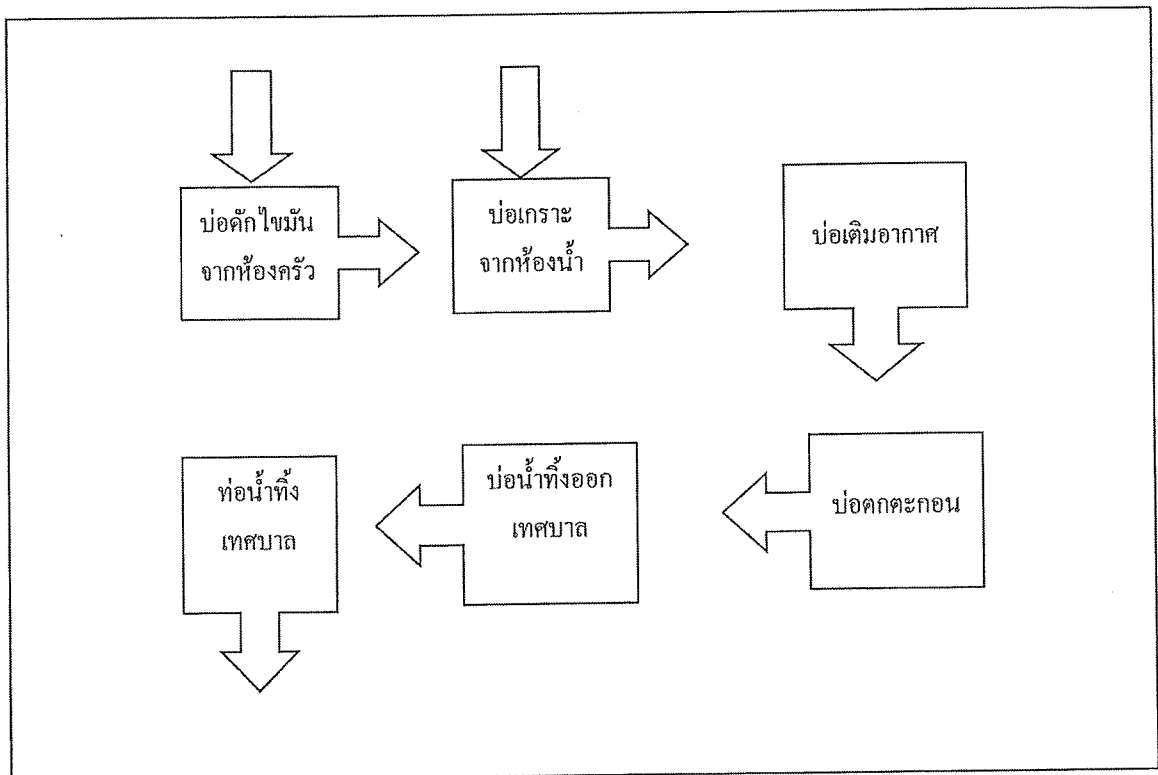 บ่อดักไขมัน
จากห้องครัว
บ่อเกราะ
จากห้องน้ำ
บ่อเติมอากาศ
ท่อน้ำทิ้ง
เทศบาล
บ่อน้ำทิ้งออก
เทศบาล
บ่อตกตะกอน